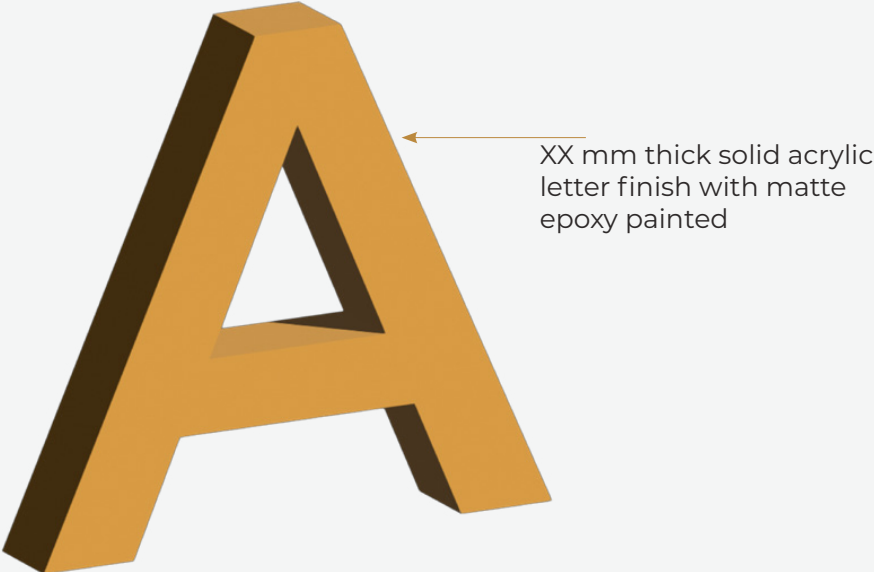 A
XX mm thick solid acrylic
letter finish with matte
epoxy painted